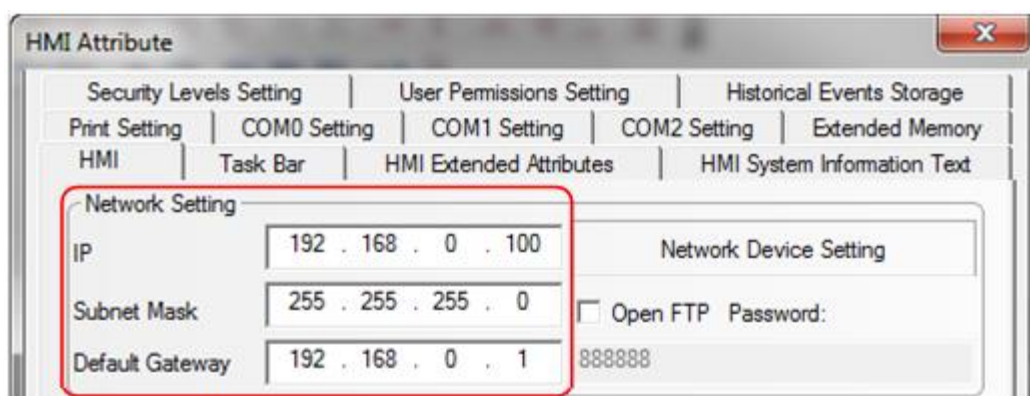 HMI Attribute
Security Levels Setting User Permissions Setting Historical Events Storage
Print Setting COM0 Setting COM1 Setting COM2 Setting Extended Memory
HMI Task Bar HMI Extended Attributes HMI System Information Text
Network Setting
IP 192 . 168 . 0 . 100 Network Device Setting
Subnet Mask 255 . 255 . 255 . 0 Open FTP Password:
Default Gateway 192 . 168 . 0 . 1 888888